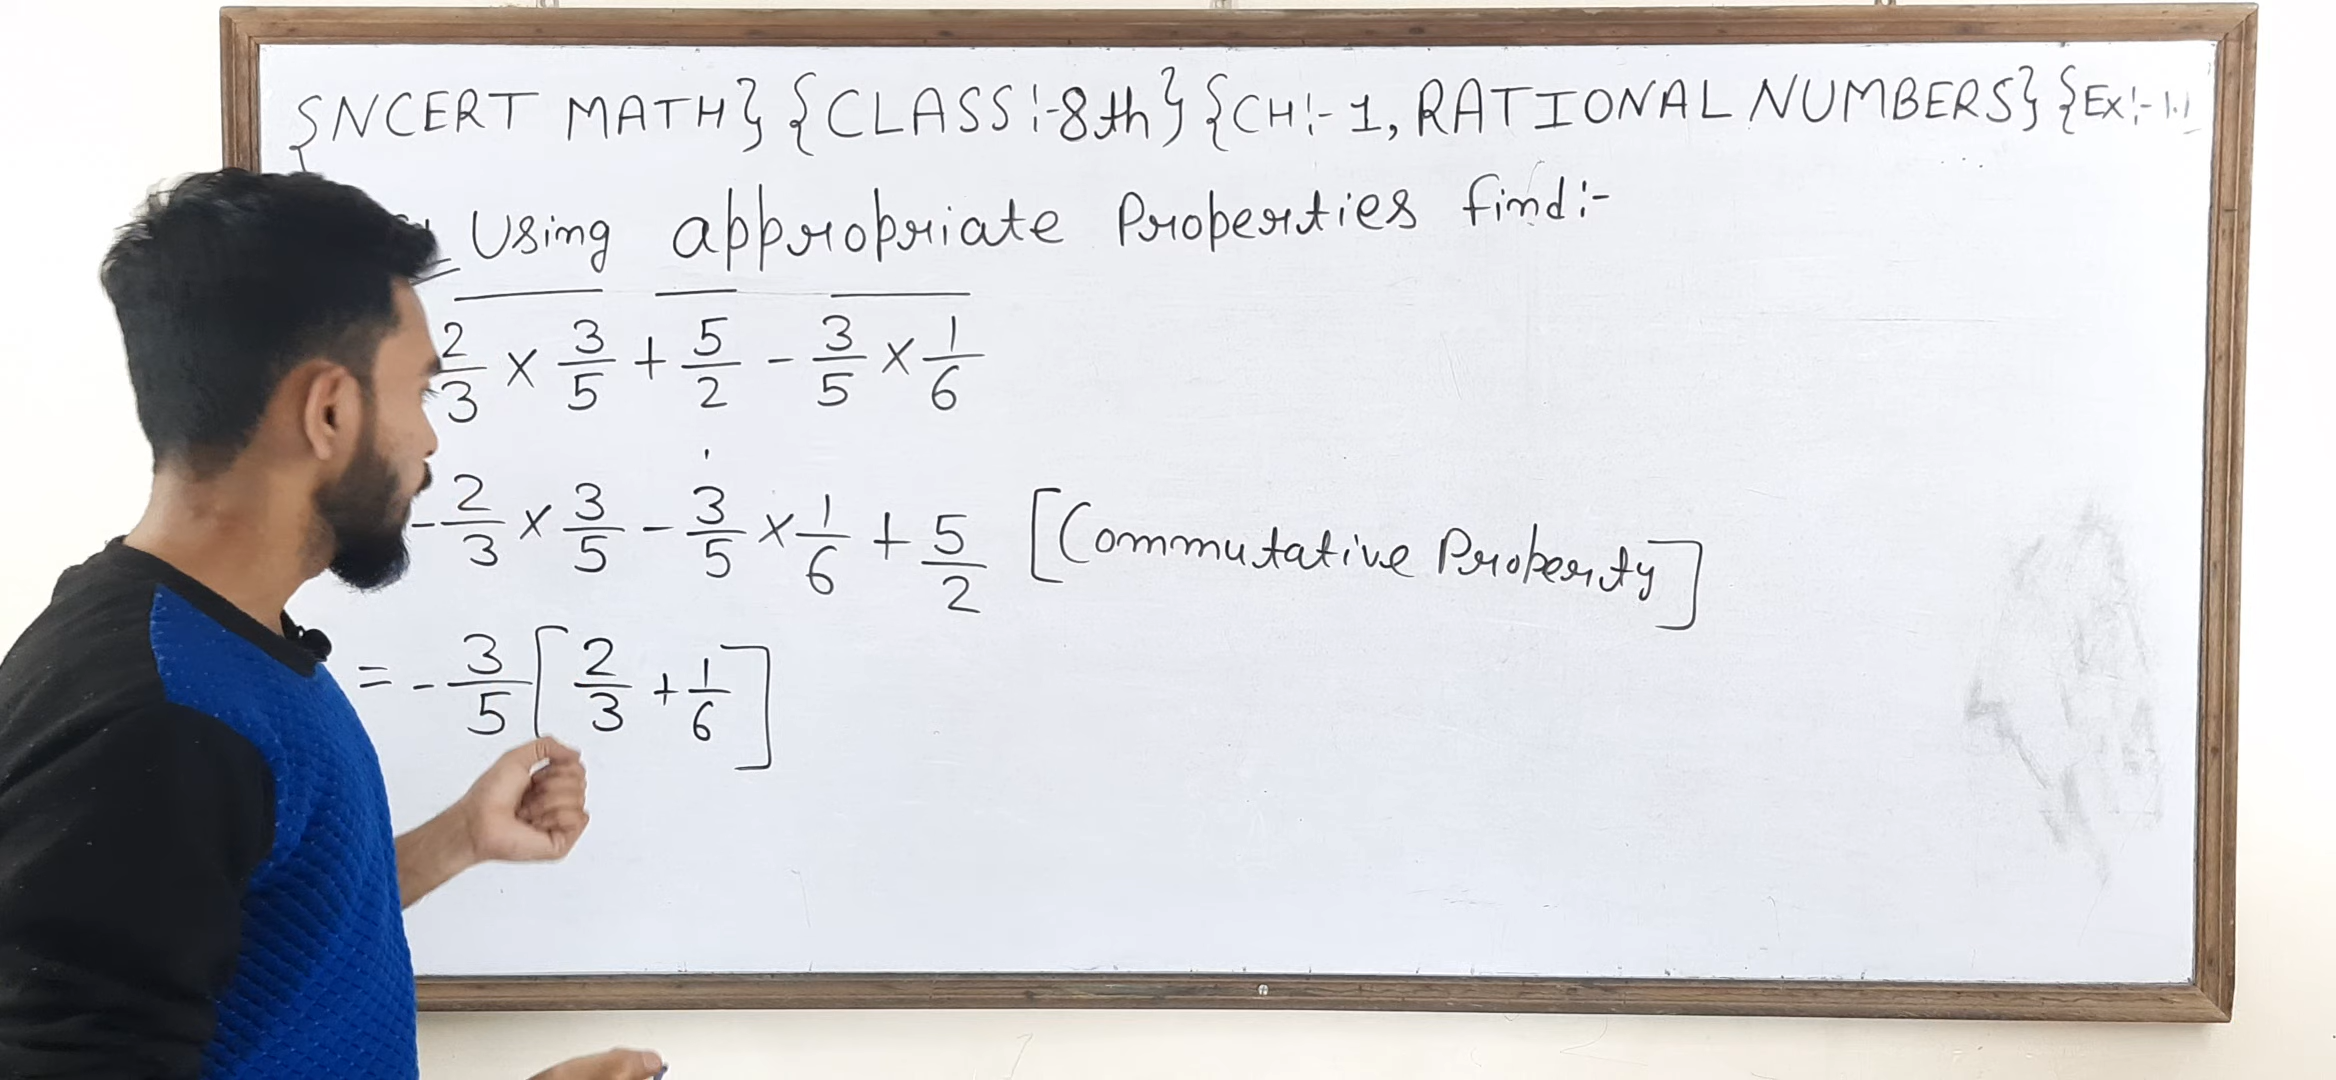 {NCERT MATH} {CLASS:-8th} {CH:-1, RATIONAL NUMBERS} {Ex:-1.1
Using appropriate Properties find:-
2/3 × 3/5 + 5/2 - 3/5 × 1/6
-2/3 × 3/5 - 3/5 × 1/6 + 5/2 [Commutative Property]
= -3/5 [2/3 + 1/6]